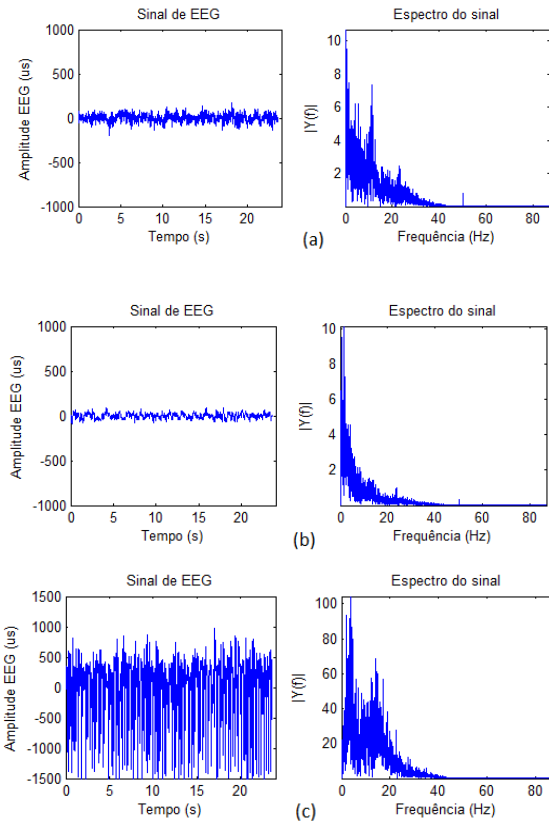 Sinal de EEG
Amplitude EEG (us)
1000
500
0
-500
-1000
0 5 10 15 20
Tempo (s)
Espectro do sinal
|Y(f)|
10
8
6
4
2
0 20 40 60 80
Frequência (Hz)
(a)
Sinal de EEG
Amplitude EEG (us)
1000
500
0
-500
-1000
0 5 10 15 20
Tempo (s)
Espectro do sinal
|Y(f)|
10
8
6
4
2
0 20 40 60 80
Frequência (Hz)
(b)
Sinal de EEG
Amplitude EEG (us)
1500
1000
500
0
-500
-1000
-1500
0 5 10 15 20
Tempo (s)
Espectro do sinal
|Y(f)|
100
80
60
40
20
0 20 40 60 80
Frequência (Hz)
(c)